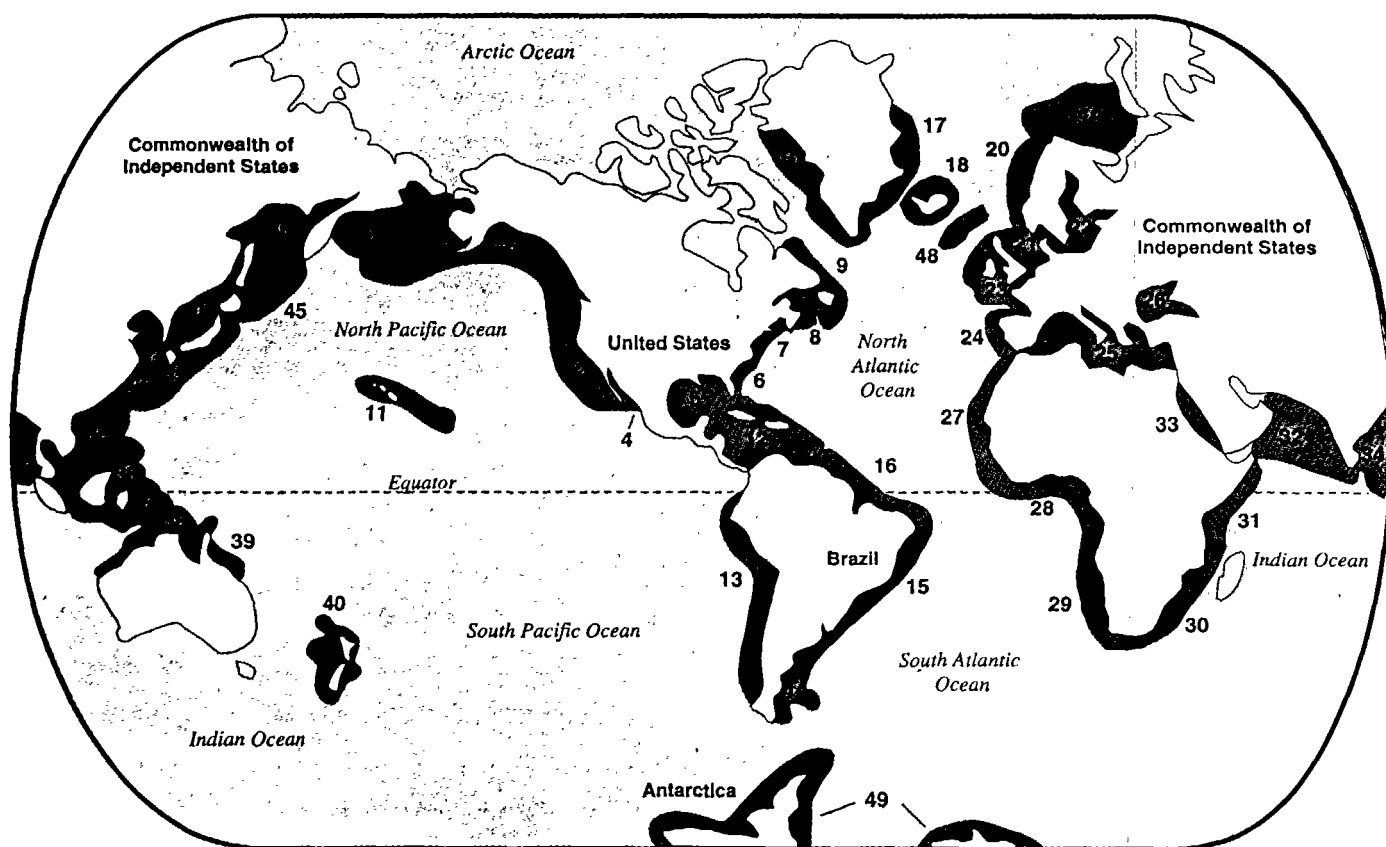 Arctic Ocean
17
Commonwealth of
Independent States
20
18
Commonwealth of
Independent States
48
9
45
North Pacific Ocean
United States
7
8
North
Atlantic
Ocean
24
25
26
6
11
4
27
33
32
16
Equator
28
31
39
Brazil
Indian Ocean
13
15
40
29
30
South Pacific Ocean
South Atlantic
Ocean
Indian Ocean
Antarctica
49